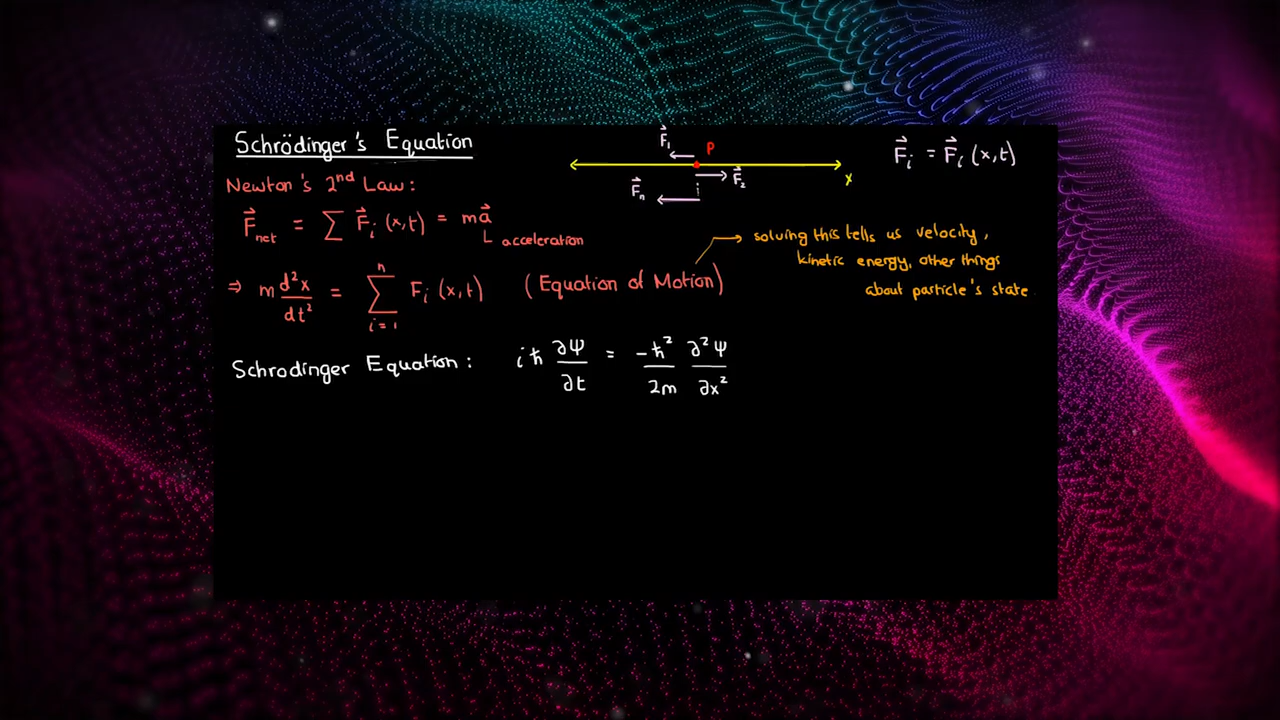 Schrödinger's Equation
F⃗₁
P
F⃗₂
F⃗ₙ
x
F⃗ᵢ = F⃗ᵢ (x,t)
Newton's 2nd Law:
F⃗net = ∑ F⃗ᵢ (x,t) = ma⃗
acceleration
solving this tells us velocity,
kinetic energy, other things
about particle's state
⇒ m d²x/dt² = ∑ⁿᵢ₌₁ Fᵢ (x,t) (Equation of Motion)
Schrodinger Equation: iħ ∂Ψ/∂t = -ħ²/2m ∂²Ψ/∂x²